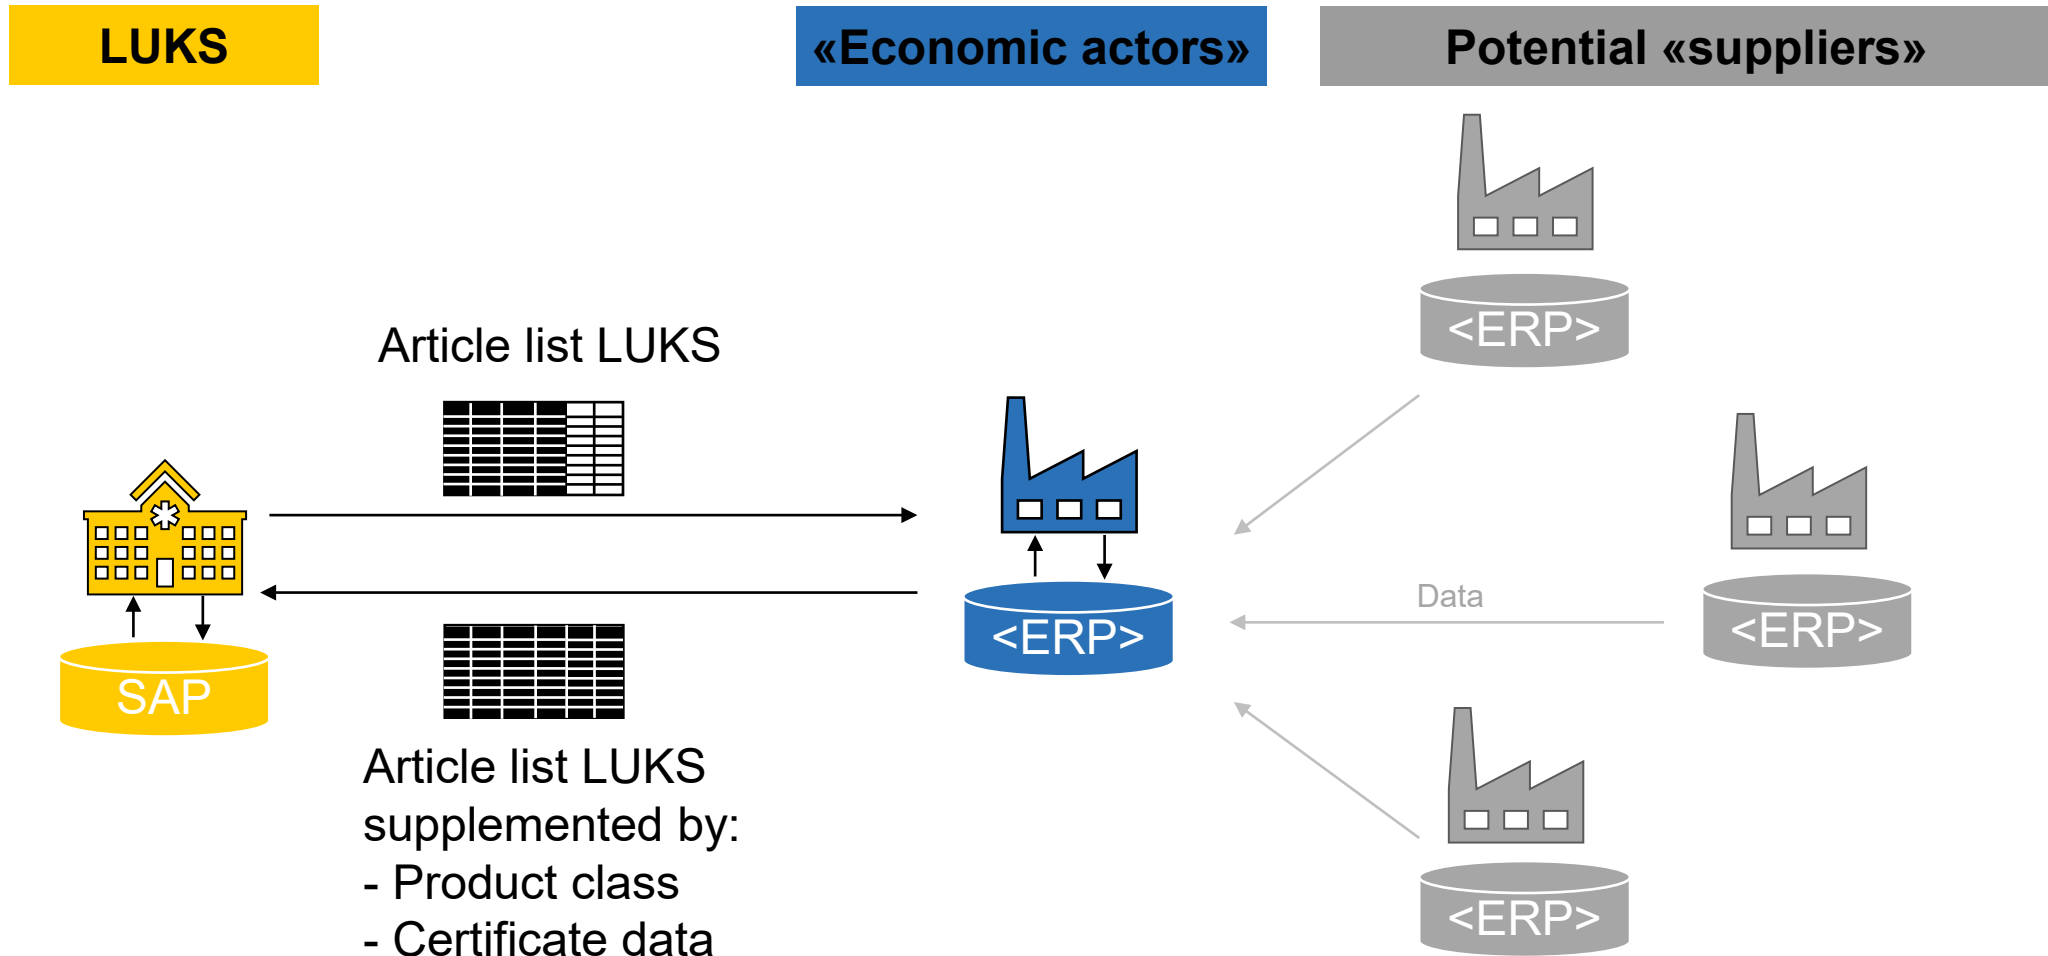 LUKS
«Economic actors»
Potential «suppliers»
<ERP>
Article list LUKS
Data
<ERP>
<ERP>
SAP
Article list LUKS
supplemented by:
- Product class
- Certificate data
<ERP>